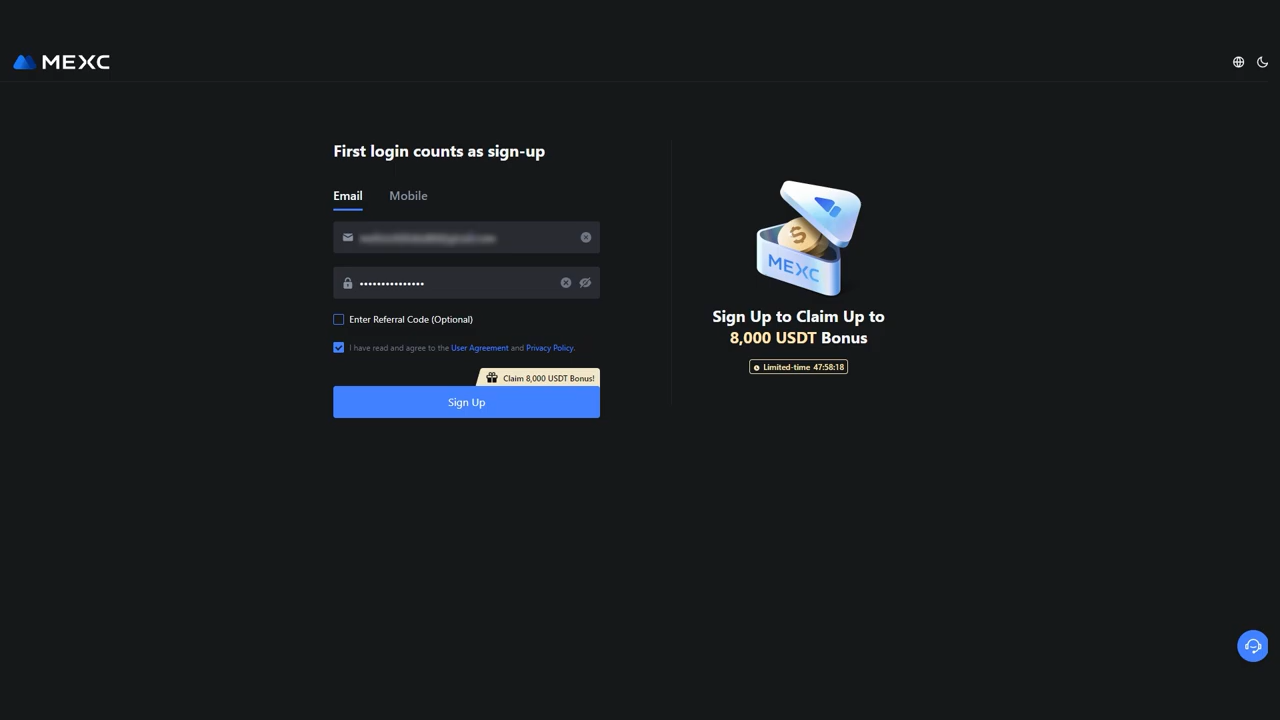 MEXC
First login counts as sign-up
Email Mobile
•••••••••••••••
Enter Referral Code (Optional)
I have read and agree to the User Agreement and Privacy Policy.
Claim 8,000 USDT Bonus!
Sign Up
MEXC
Sign Up to Claim Up to
8,000 USDT Bonus
Limited-time 47:58:18